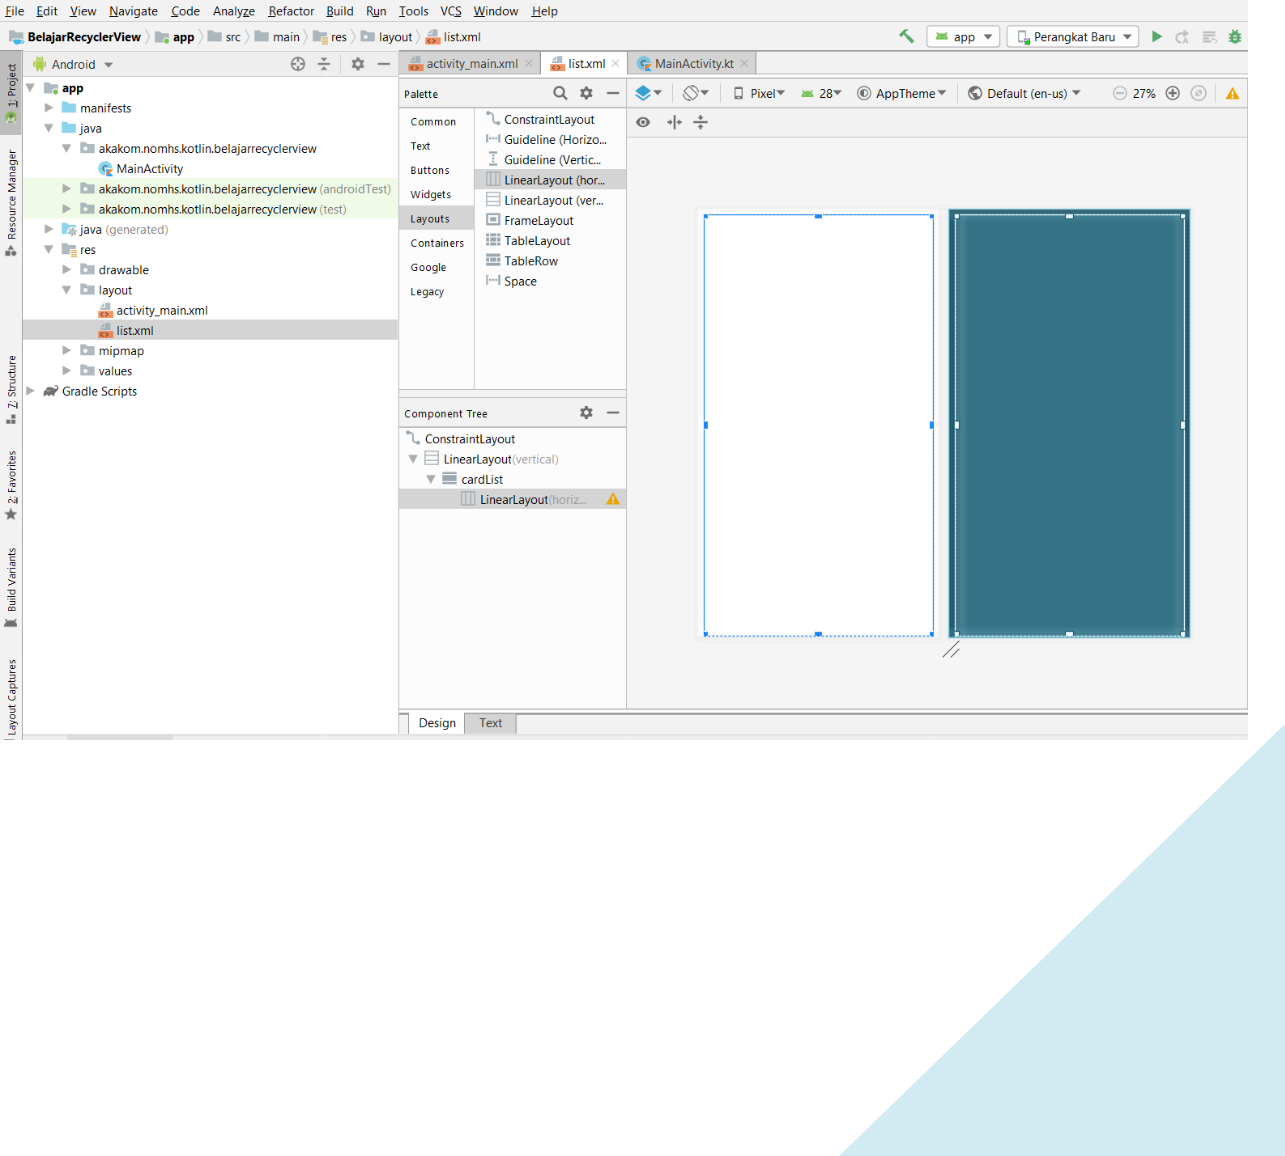 File Edit View Navigate Code Analyze Refactor Build Run Tools VCS Window Help
BelajarRecyclerView app src main res layout list.xml
app Perangkat Baru
1: Project
Resource Manager
7: Structure
2: Favorites
Build Variants
Layout Captures
Android
app
manifests
java
akakom.nomhs.kotlin.belajarrecyclerview
MainActivity
akakom.nomhs.kotlin.belajarrecyclerview (androidTest)
akakom.nomhs.kotlin.belajarrecyclerview (test)
java (generated)
res
drawable
layout
activity_main.xml
list.xml
mipmap
values
Gradle Scripts
activity_main.xml list.xml MainActivity.kt
Palette
Common
Text
Buttons
Widgets
Layouts
Containers
Google
Legacy
ConstraintLayout
Guideline (Horizo...
Guideline (Vertic...
LinearLayout (hor...
LinearLayout (ver...
FrameLayout
TableLayout
TableRow
Space
Component Tree
ConstraintLayout
LinearLayout(vertical)
cardList
LinearLayout(horiz...
Pixel 28 AppTheme Default (en-us) 27%
Design Text